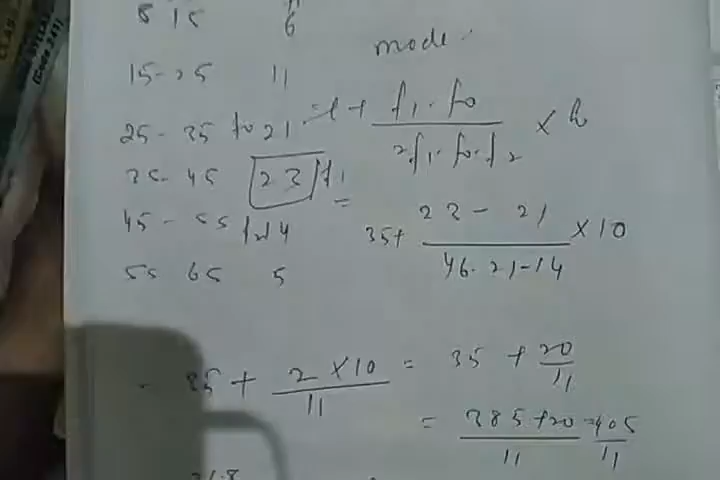 5 15 6
mode:
15-25 11
25-35 f0 21 = l + f1-f0 / 2f1-f0-f2 × h
35-45 23 f1
45-55 f2 14
= 35+ 23-21 / 46-21-14 ×10
55 65 5
= 35 + 2×10 / 11 = 35 + 20/11
= 385+20 / 11 = 405/11